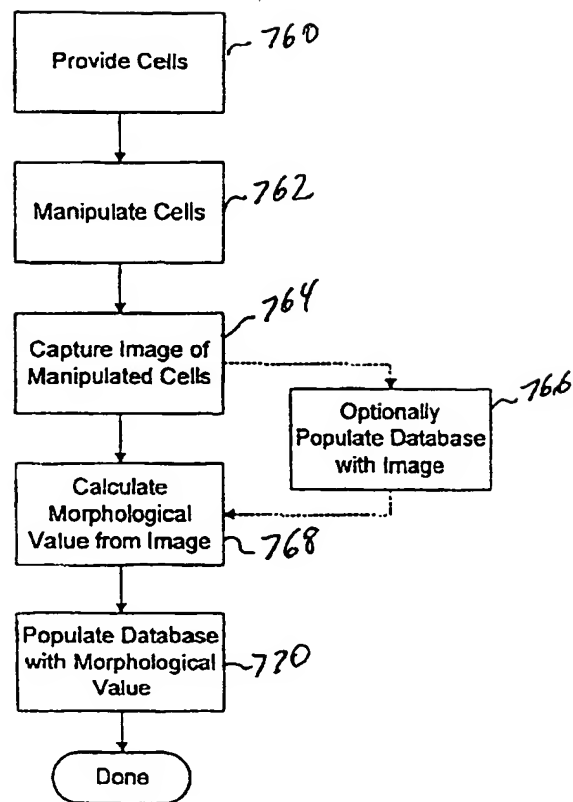 Provide Cells
760
Manipulate Cells
762
764
Capture Image of
Manipulated Cells
766
Optionally
Populate Database
with Image
Calculate
Morphological
Value from Image
768
Populate Database
with Morphological
Value
770
Done